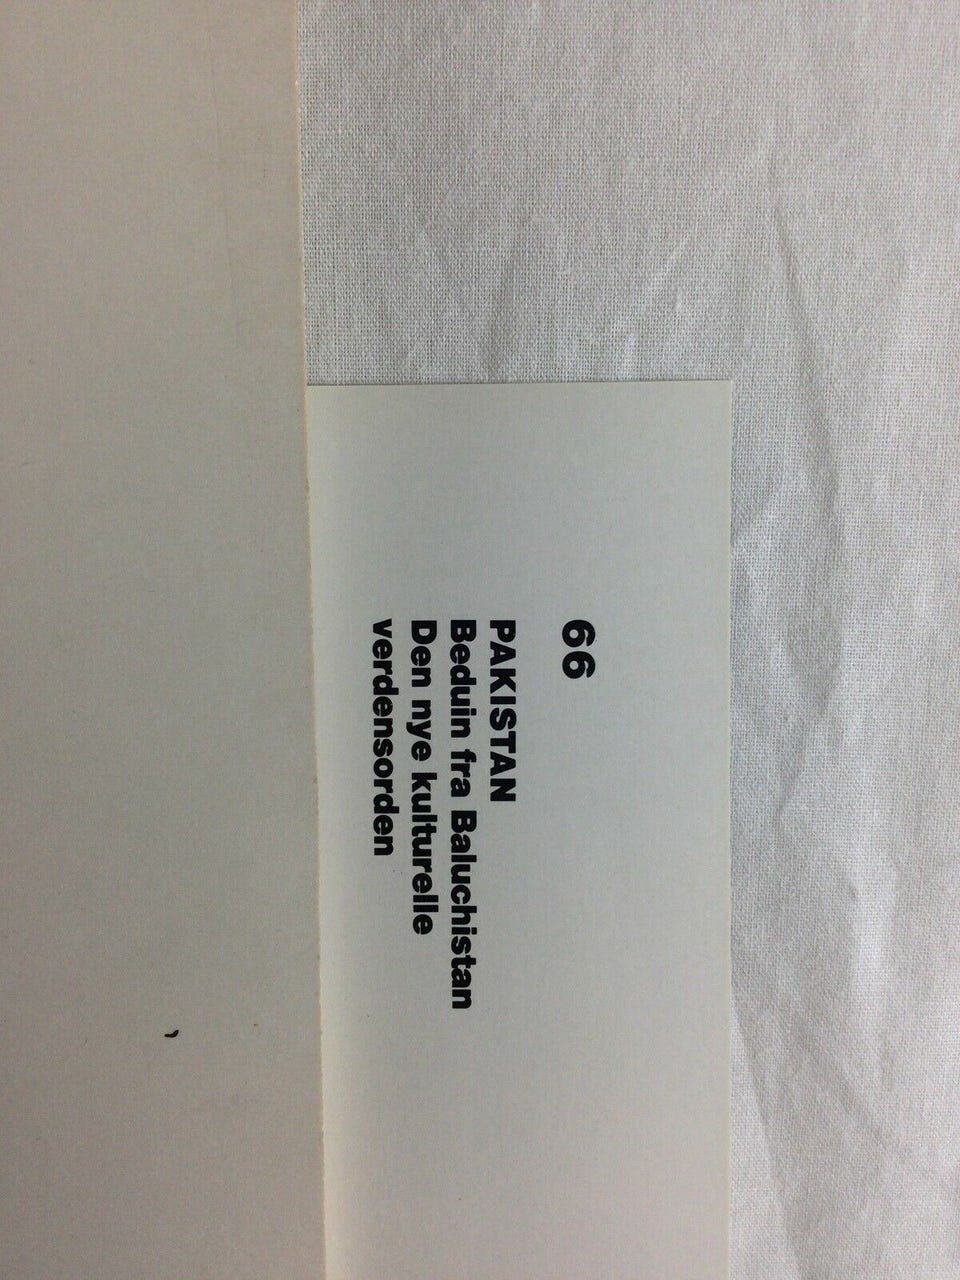 66
PAKISTAN
Beduin fra Baluchistan
Den nye kulturelle
verdensorden